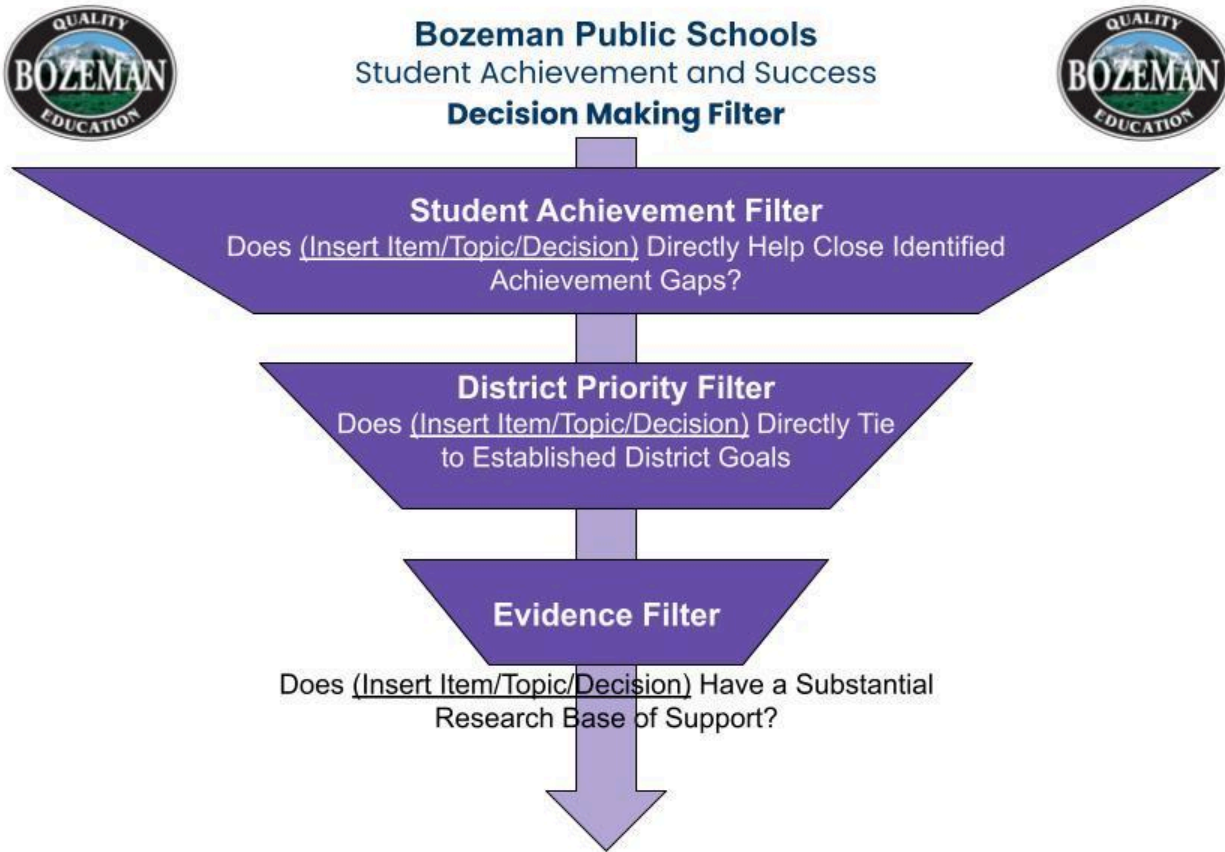 QUALITY
BOZEMAN
EDUCATION
Bozeman Public Schools
Student Achievement and Success
Decision Making Filter
QUALITY
BOZEMAN
EDUCATION
Student Achievement Filter
Does (Insert Item/Topic/Decision) Directly Help Close Identified
Achievement Gaps?
District Priority Filter
Does (Insert Item/Topic/Decision) Directly Tie
to Established District Goals
Evidence Filter
Does (Insert Item/Topic/Decision) Have a Substantial
Research Base of Support?